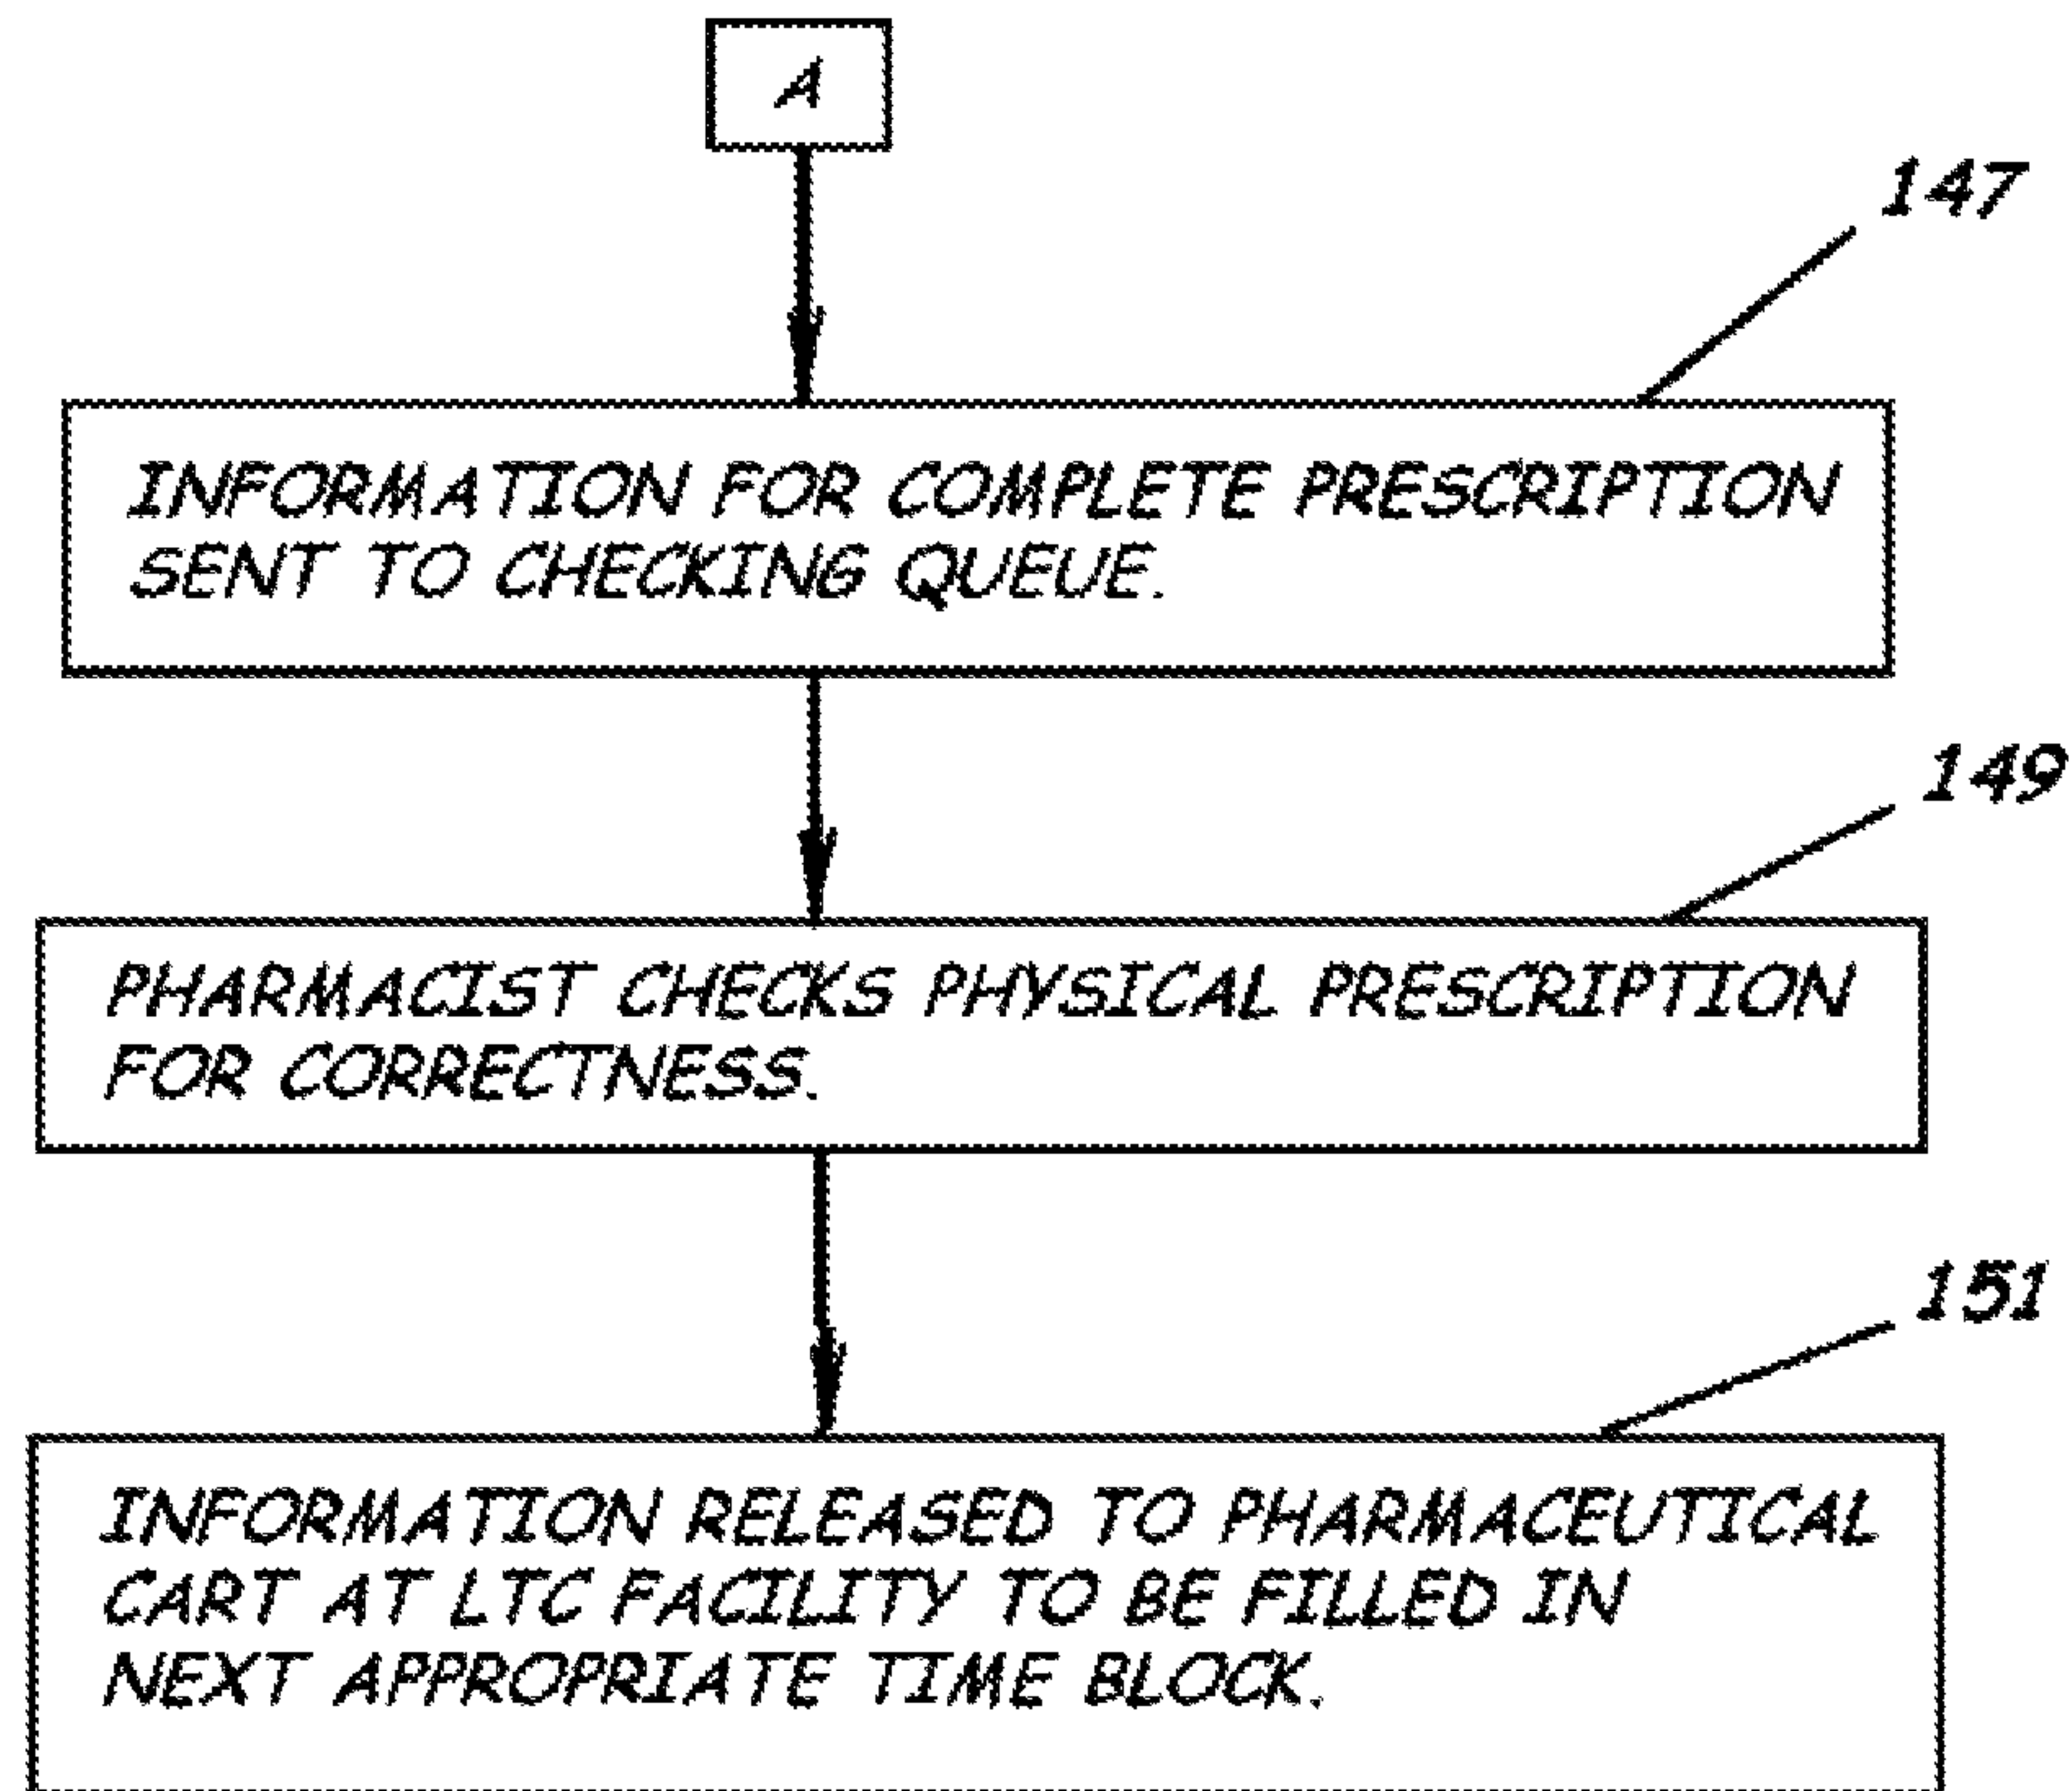 A
147
INFORMATION FOR COMPLETE PRESCRIPTION
SENT TO CHECKING QUEUE.
149
PHARMACIST CHECKS PHYSICAL PRESCRIPTION
FOR CORRECTNESS.
151
INFORMATION RELEASED TO PHARMACEUTICAL
CART AT LTC FACILITY TO BE FILLED IN
NEXT APPROPRIATE TIME BLOCK.